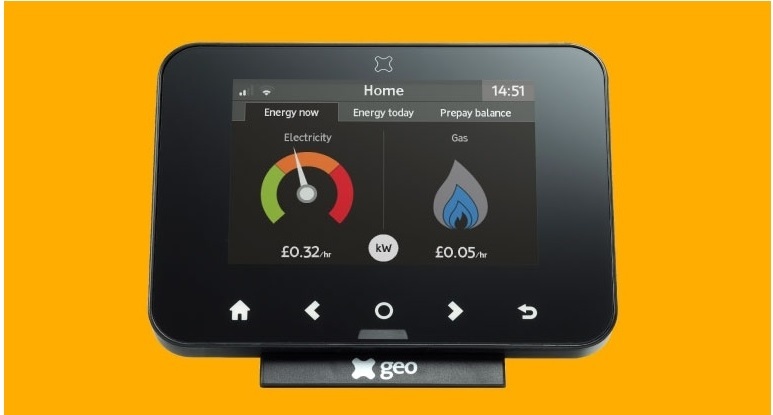 Home
14:51
Energy now
Energy today
Prepay balance
Electricity
Gas
£0.32/hr
kW
£0.05/hr
geo